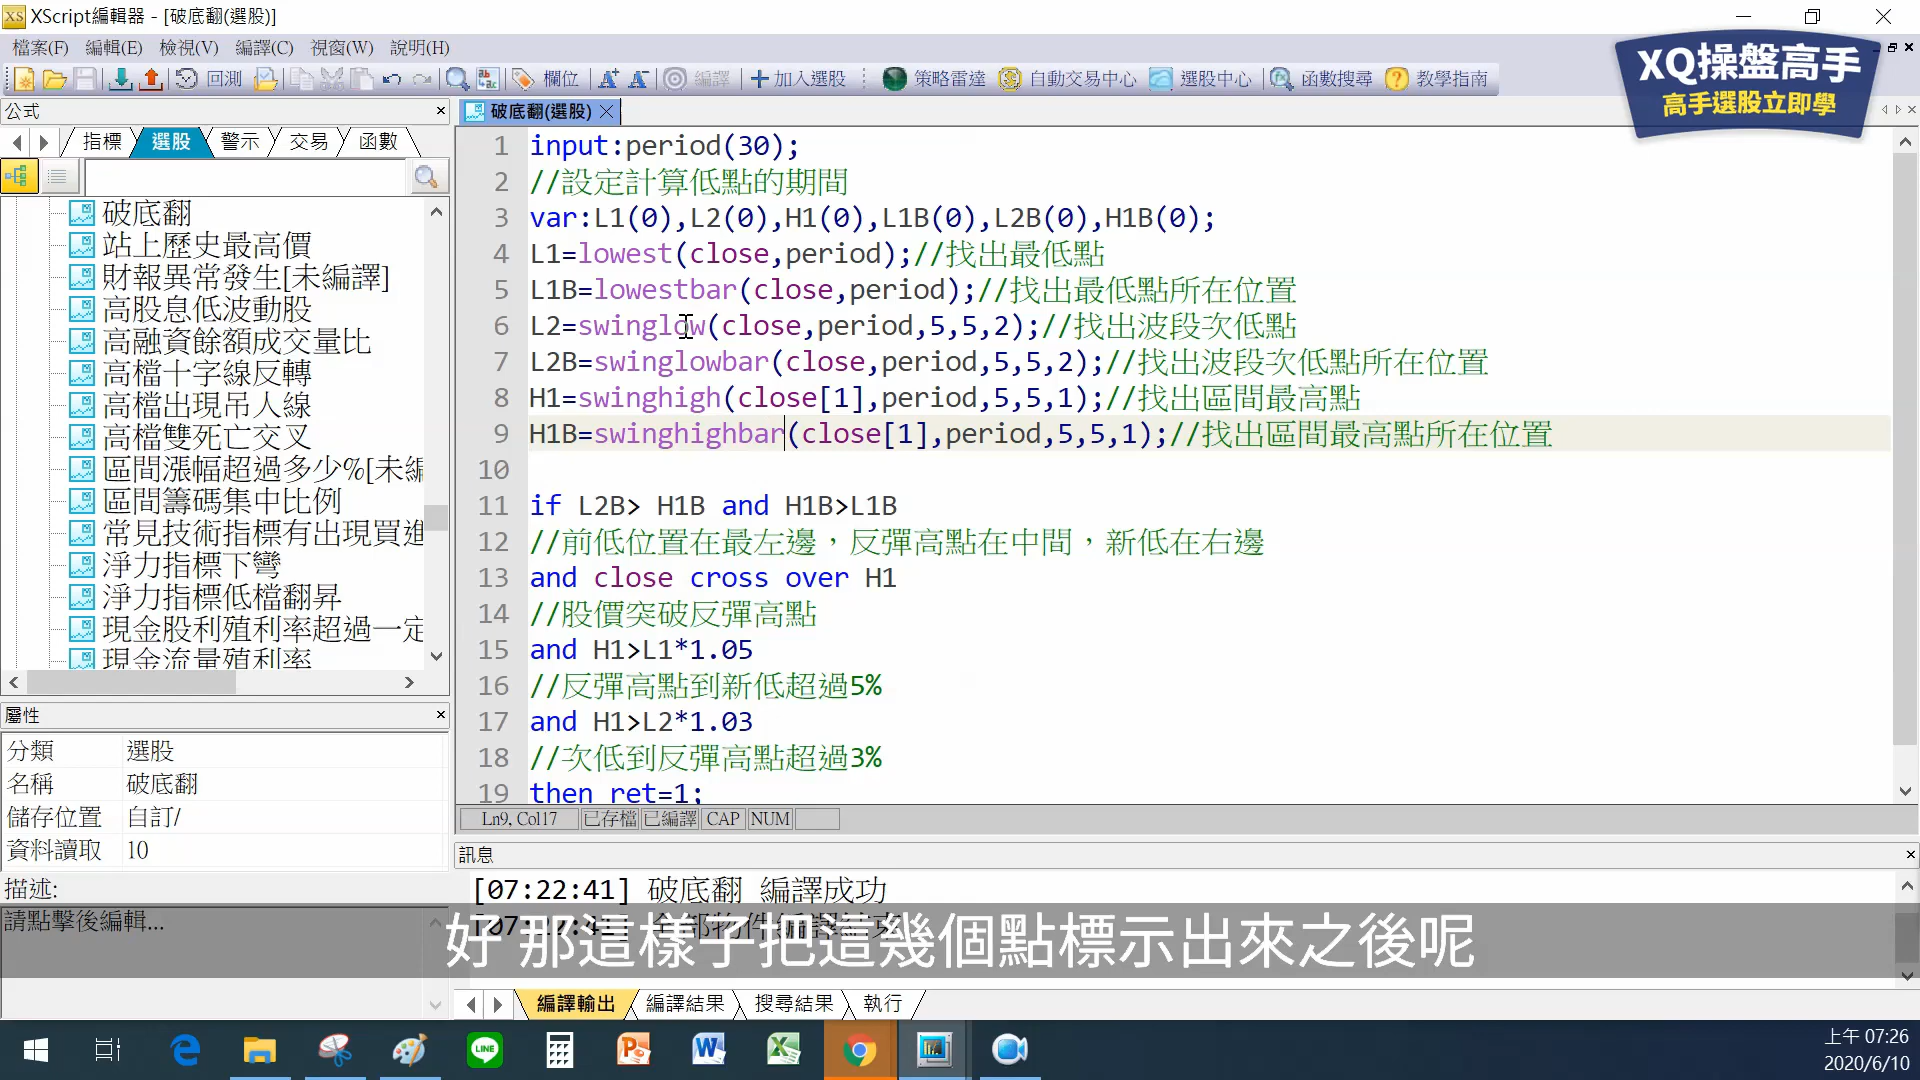 XScript編輯器 - [破底翻(選股)]
檔案(F) 編輯(E) 檢視(V) 編譯(C) 視窗(W) 說明(H)
回測 欄位 編譯 加入選股 策略雷達 自動交易中心 選股中心 函數搜尋 教學指南
XQ操盤高手
高手選股立即學
公式
指標 選股 警示 交易 函數
破底翻
站上歷史最高價
財報異常發生[未編譯]
高股息低波動股
高融資餘額成交量比
高檔十字線反轉
高檔出現吊人線
高檔雙死亡交叉
區間漲幅超過多少%[未編
區間籌碼集中比例
常見技術指標有出現買進
淨力指標下彎
淨力指標低檔翻昇
現金股利殖利率超過一定
現金流量殖利率
屬性
分類 選股
名稱 破底翻
儲存位置 自訂/
資料讀取 10
描述:
請點擊後編輯...
破底翻(選股)
1 input:period(30);
2 //設定計算低點的期間
3 var:L1(0),L2(0),H1(0),L1B(0),L2B(0),H1B(0);
4 L1=lowest(close,period);//找出最低點
5 L1B=lowestbar(close,period);//找出最低點所在位置
6 L2=swinglow(close,period,5,5,2);//找出波段次低點
7 L2B=swinglowbar(close,period,5,5,2);//找出波段次低點所在位置
8 H1=swinghigh(close[1],period,5,5,1);//找出區間最高點
9 H1B=swinghighbar(close[1],period,5,5,1);//找出區間最高點所在位置
10
11 if L2B> H1B and H1B>L1B
12 //前低位置在最左邊，反彈高點在中間，新低在右邊
13 and close cross over H1
14 //股價突破反彈高點
15 and H1>L1*1.05
16 //反彈高點到新低超過5%
17 and H1>L2*1.03
18 //次低到反彈高點超過3%
19 then ret=1;
Ln9, Col17 已存檔 已編譯 CAP NUM
訊息
[07:22:41] 破底翻 編譯成功
好 那這樣子把這幾個點標示出來之後呢
編譯輸出 編譯結果 搜尋結果 執行
上午 07:26
2020/6/10